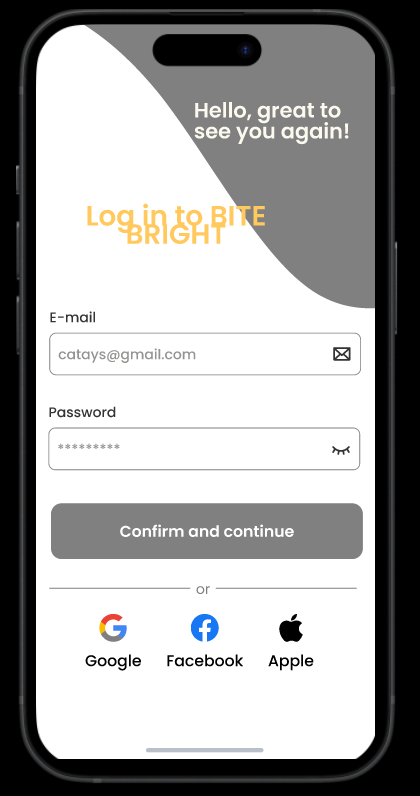 Hello, great to
see you again!
Log in to BITE
BRIGHT
E-mail
catays@gmail.com
Password
*********
Confirm and continue
or
Google Facebook Apple